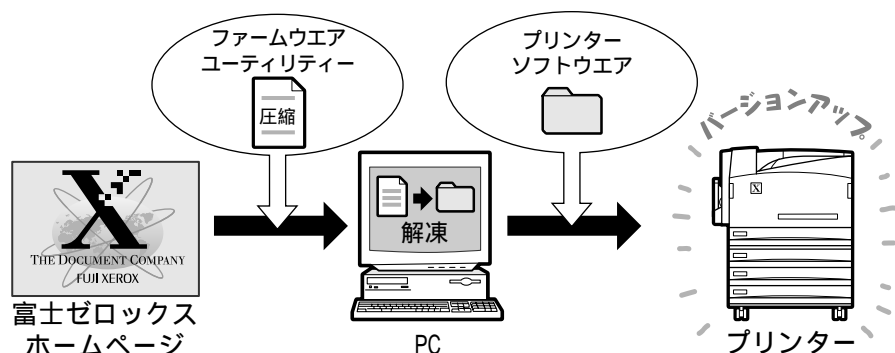 ファームウエア
ユーティリティー
圧縮
プリンター
ソフトウエア
バージョンアップ
X
THE DOCUMENT COMPANY
FUJI XEROX
解凍
X
富士ゼロックス
ホームページ
PC
プリンター